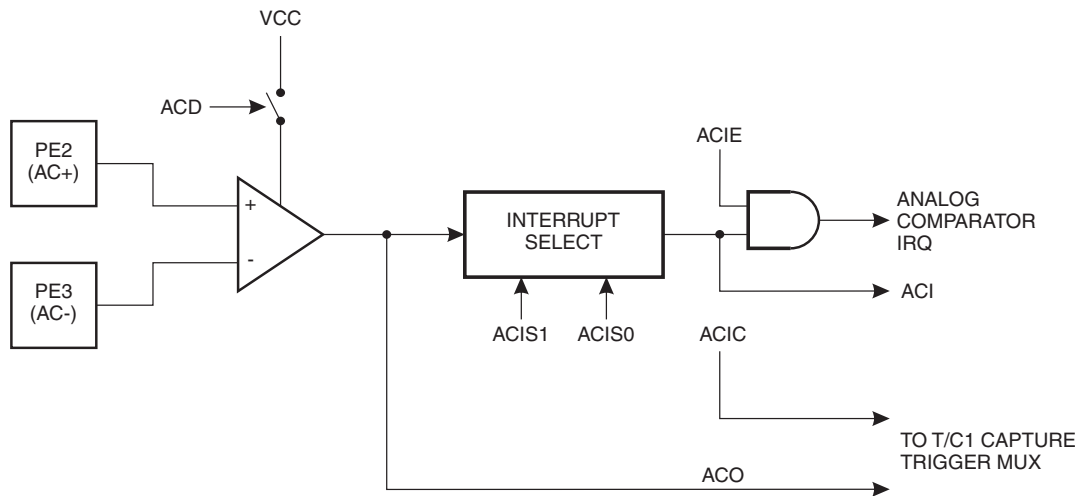 VCC
ACD
PE2
(AC+)
+
-
PE3
(AC-)
INTERRUPT
SELECT
ACIS1
ACIS0
ACIE
ANALOG
COMPARATOR
IRQ
ACI
ACIC
TO T/C1 CAPTURE
TRIGGER MUX
ACO